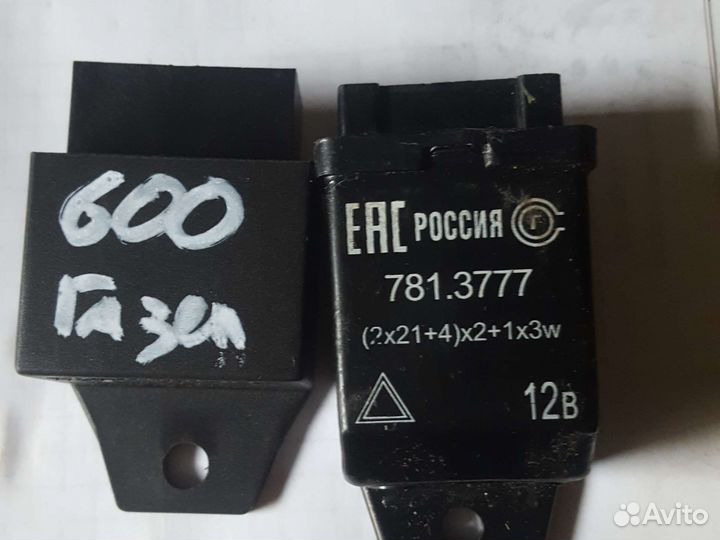 600
Газел
ЕАС РОССИЯ Г
781.3777
(2x21+4)x2+1x3w
12В
Avito